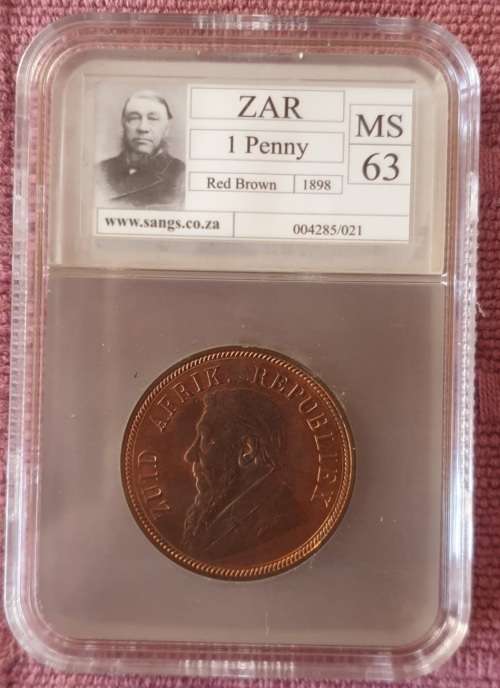 ZAR
1 Penny
Red Brown 1898
MS
63
www.sangs.co.za 004285/021
ZUID AFRIK. REPUBLIEK